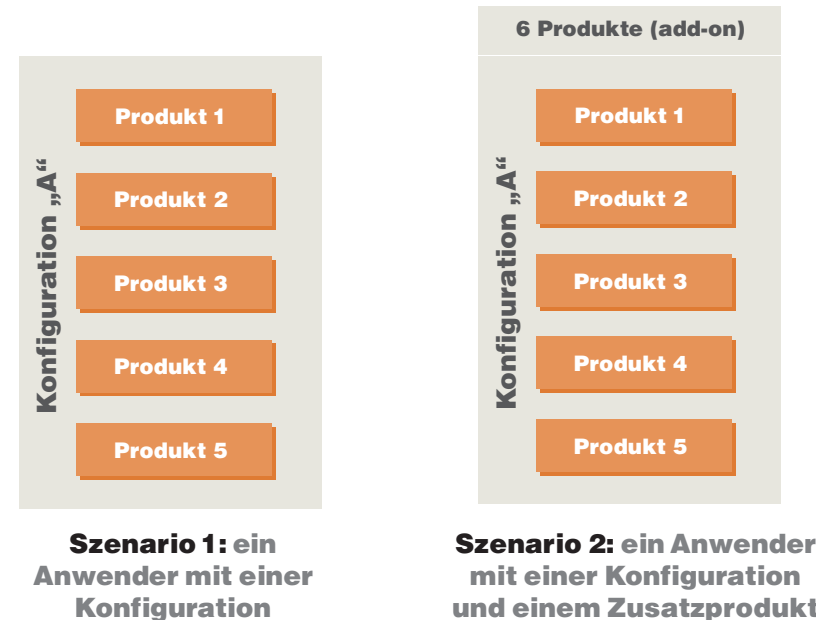 Konfiguration „A“
Produkt 1
Produkt 2
Produkt 3
Produkt 4
Produkt 5
Szenario 1: ein
Anwender mit einer
Konfiguration
6 Produkte (add-on)
Konfiguration „A“
Produkt 1
Produkt 2
Produkt 3
Produkt 4
Produkt 5
Szenario 2: ein Anwender
mit einer Konfiguration
und einem Zusatzprodukt